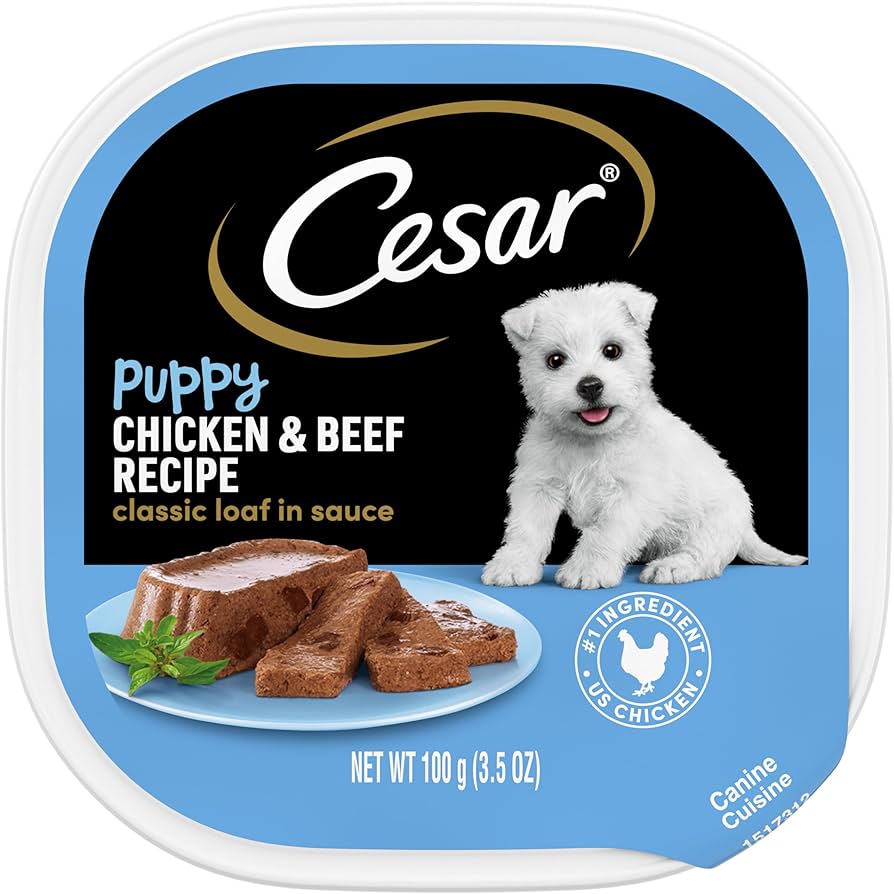 Cesar®
puppy
CHICKEN & BEEF
RECIPE
classic loaf in sauce
#1 INGREDIENT
• US CHICKEN •
NET WT 100 g (3.5 OZ)
Canine
Cuisine